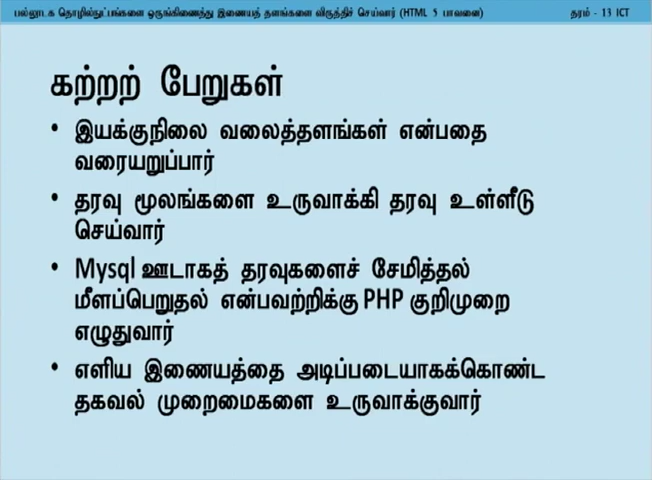 பல்லூடக தொழில்நுட்பங்களை ஒருங்கிணைத்து இணையத் தளங்களை விருத்திச் செய்வார் (HTML 5 பாவனை) தரம் - 13 ICT
கற்றற் பேறுகள்
• இயக்குநிலை வலைத்தளங்கள் என்பதை
வரையறுப்பார்
• தரவு மூலங்களை உருவாக்கி தரவு உள்ளீடு
செய்வார்
• Mysql ஊடாகத் தரவுகளைச் சேமித்தல்
மீளப்பெறுதல் என்பவற்றிக்கு PHP குறிமுறை
எழுதுவார்
• எளிய இணையத்தை அடிப்படையாகக்கொண்ட
தகவல் முறைமைகளை உருவாக்குவார்